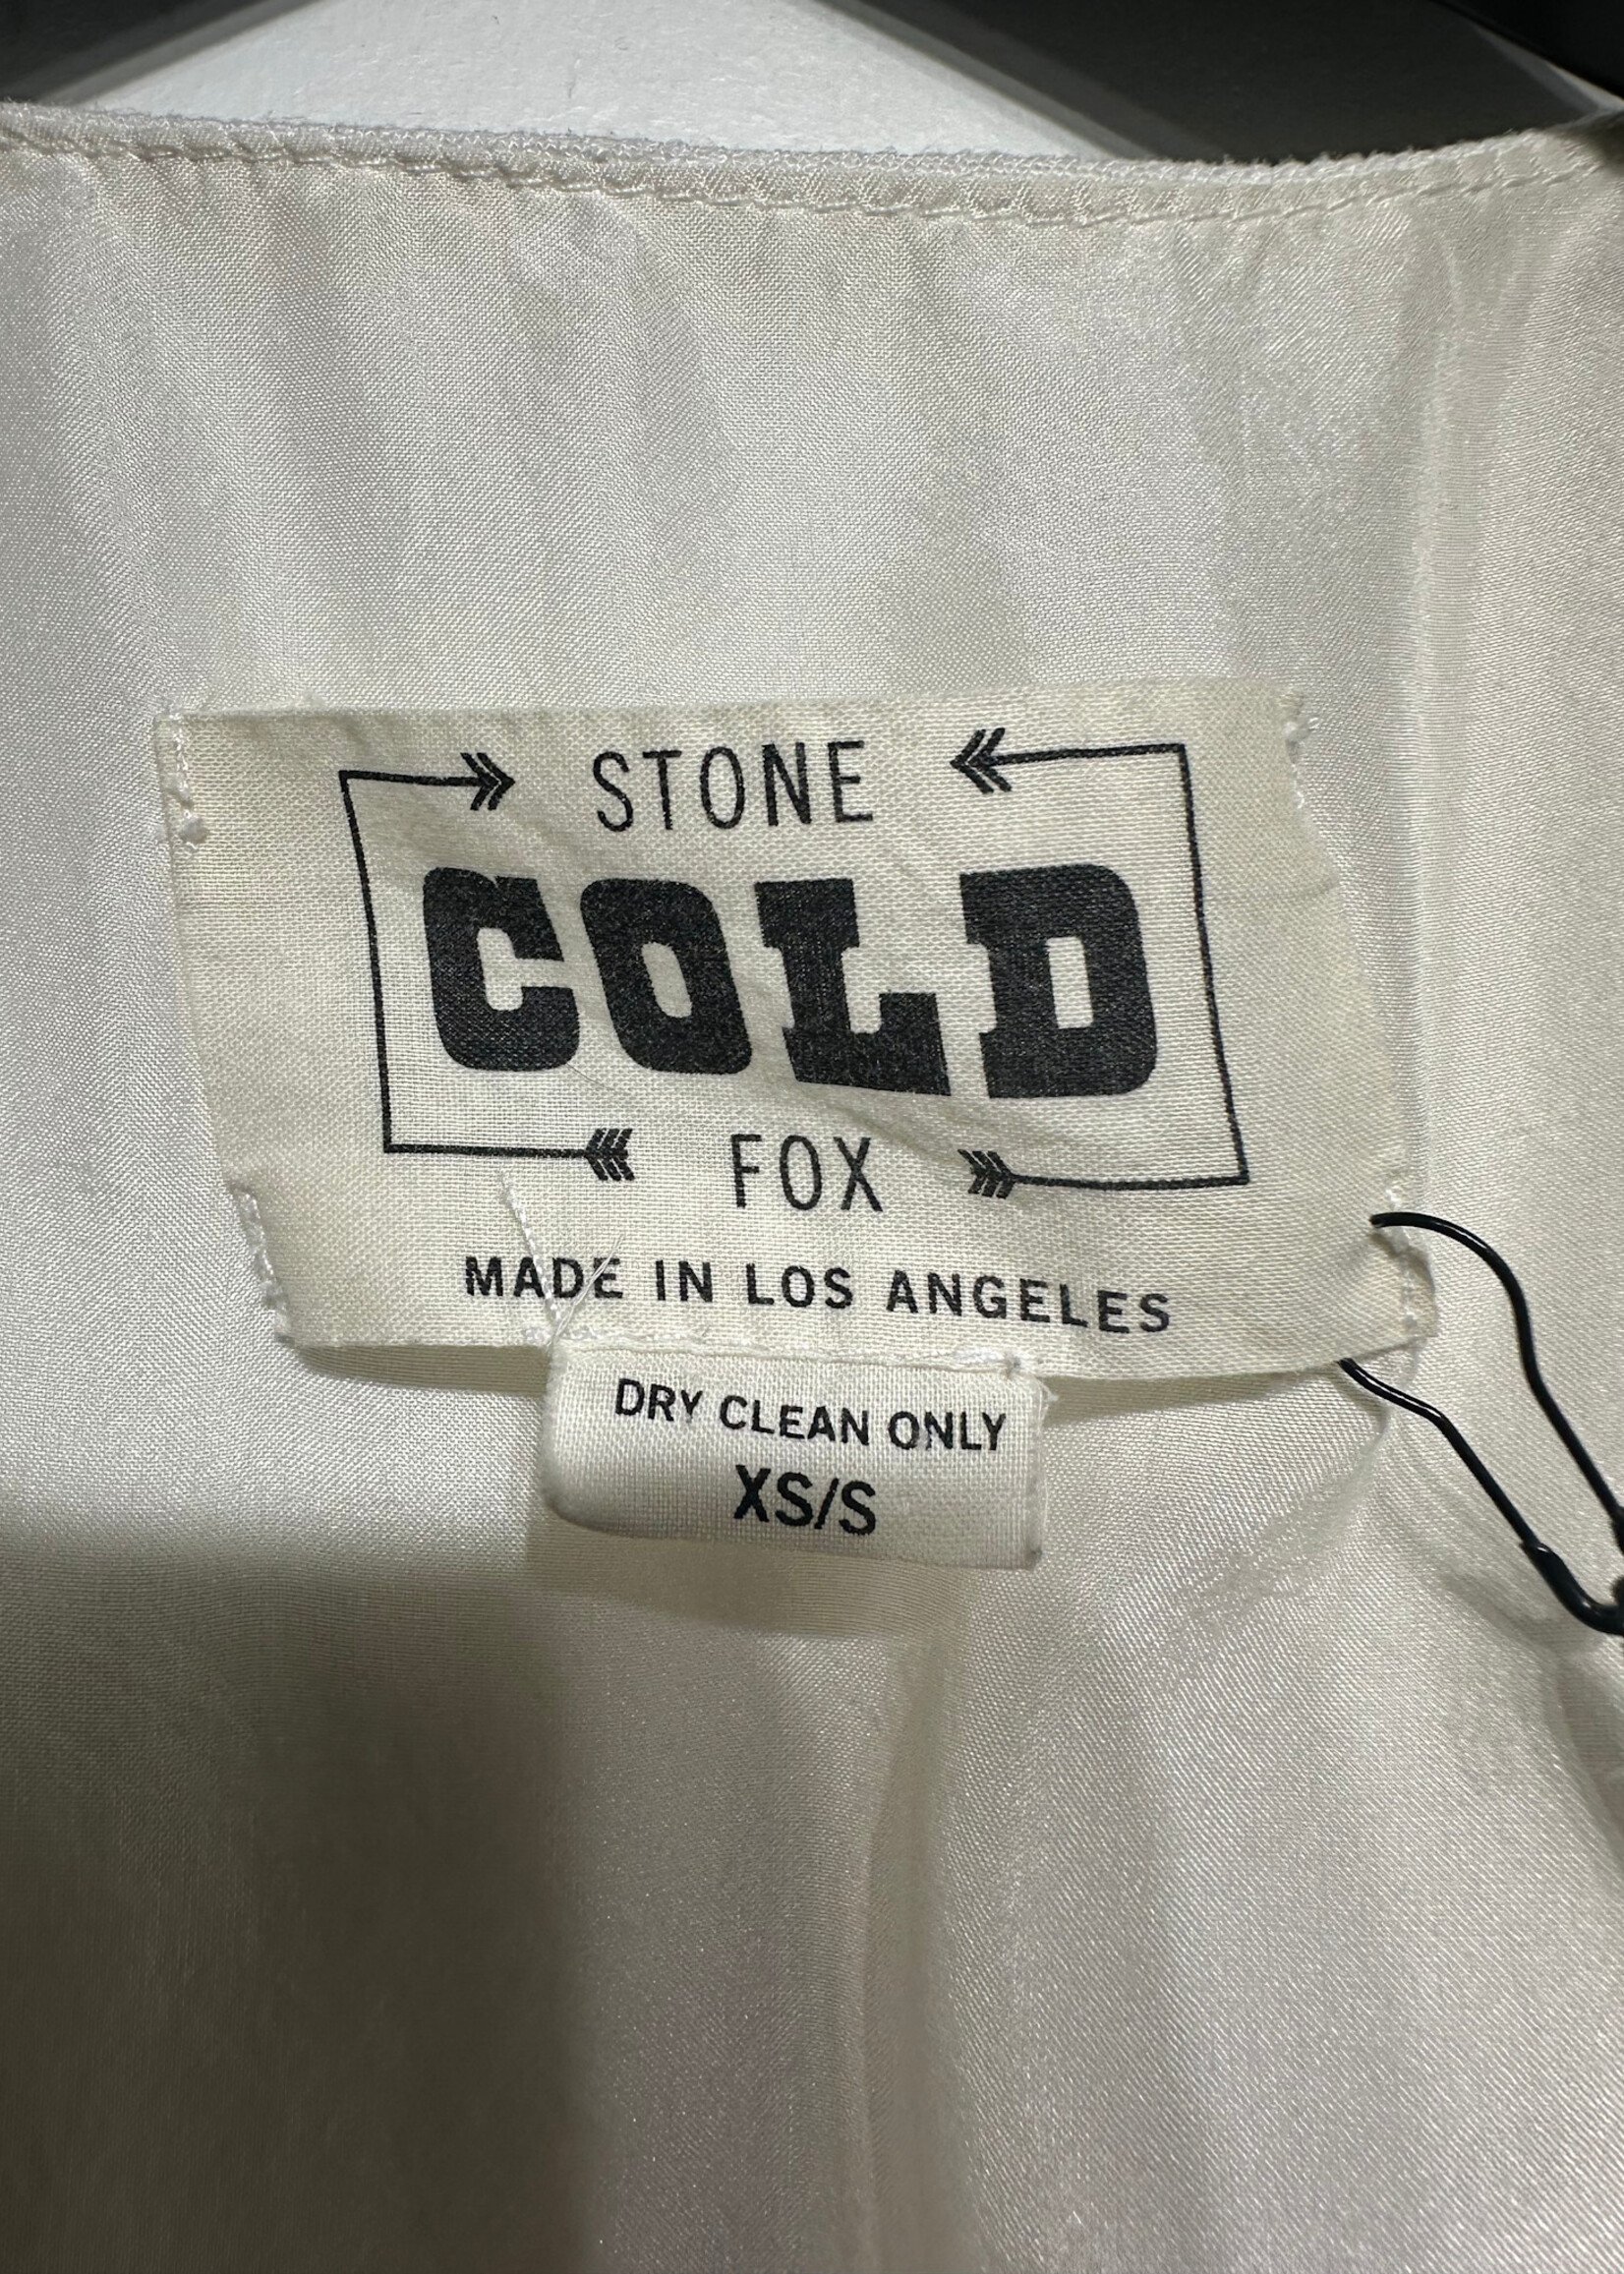 STONE
COLD
FOX
MADE IN LOS ANGELES
DRY CLEAN ONLY
XS/S